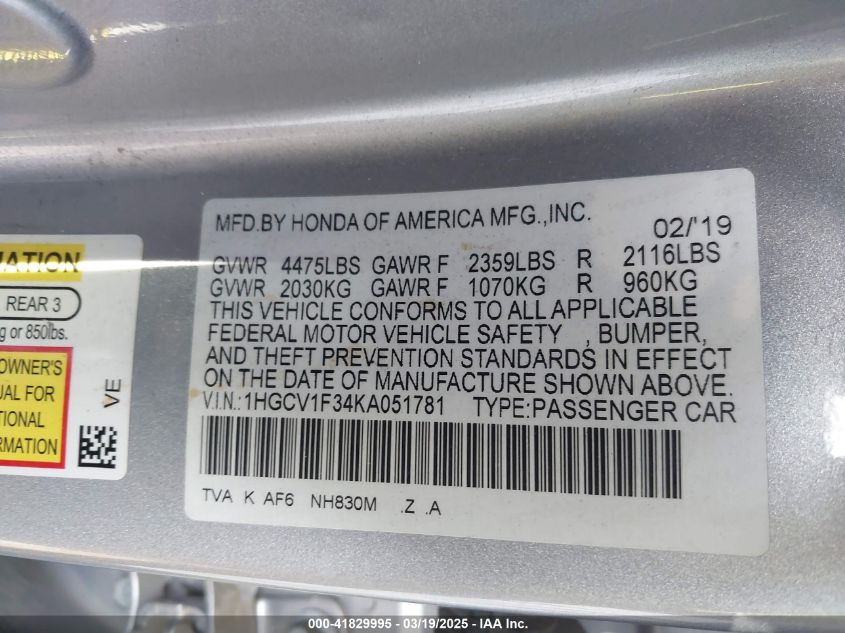 MATION
REAR 3
g or 850lbs.
OWNER'S
UAL FOR
TIONAL
ORMATION
VE
MFD.BY HONDA OF AMERICA MFG.,INC.
02/'19
GVWR 4475LBS GAWR F 2359LBS R 2116LBS
GVWR 2030KG GAWR F 1070KG R 960KG
THIS VEHICLE CONFORMS TO ALL APPLICABLE
FEDERAL MOTOR VEHICLE SAFETY , BUMPER,
AND THEFT PREVENTION STANDARDS IN EFFECT
ON THE DATE OF MANUFACTURE SHOWN ABOVE.
V.I.N.:1HGCV1F34KA051781 TYPE:PASSENGER CAR
TVA K AF6 NH830M .Z .A
000-41829995 - 03/19/2025 - IAA Inc.